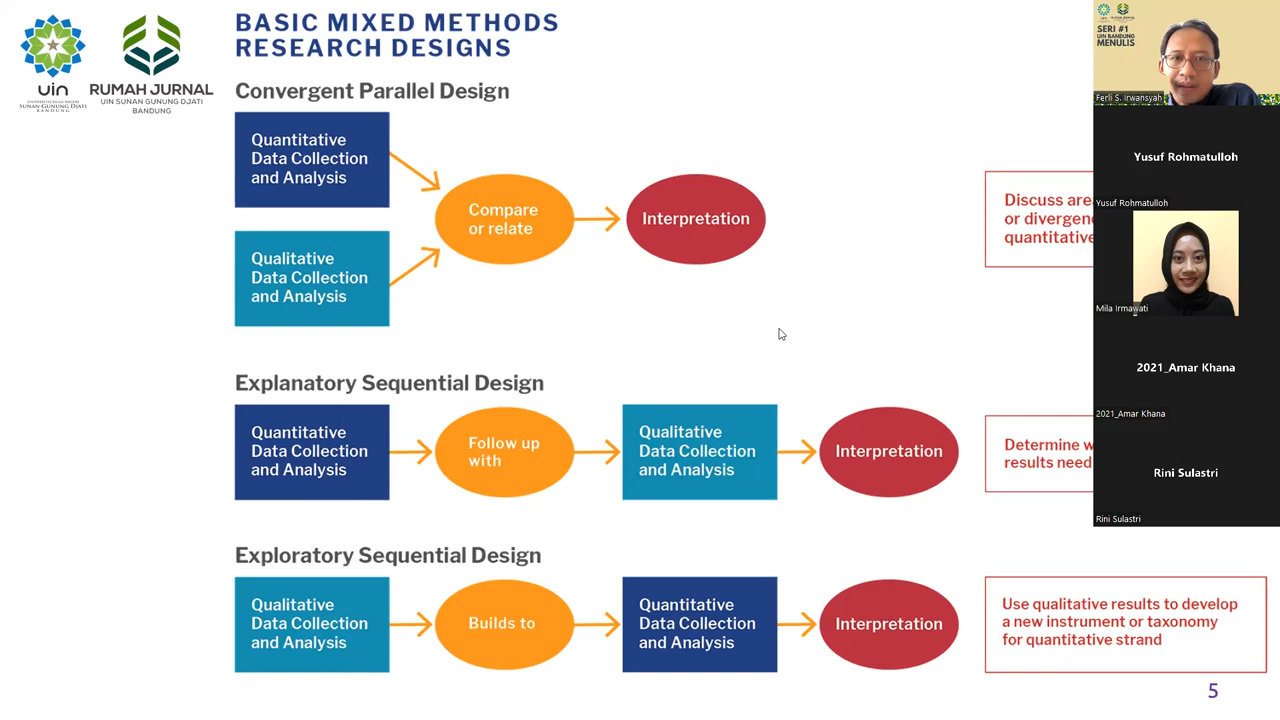 BASIC MIXED METHODS
RESEARCH DESIGNS
uin
SUNAN GUNUNG DJATI
BANDUNG
RUMAH JURNAL
UIN SUNAN GUNUNG DJATI
BANDUNG
Convergent Parallel Design
Quantitative
Data Collection
and Analysis
Qualitative
Data Collection
and Analysis
Compare
or relate
Interpretation
Discuss are
or divergen
quantitative
Explanatory Sequential Design
Quantitative
Data Collection
and Analysis
Follow up
with
Qualitative
Data Collection
and Analysis
Interpretation
Determine w
results need
Exploratory Sequential Design
Qualitative
Data Collection
and Analysis
Builds to
Quantitative
Data Collection
and Analysis
Interpretation
Use qualitative results to develop
a new instrument or taxonomy
for quantitative strand
5
SERI #1
UIN BANDUNG
MENULIS
Ferli S. Irwansyah
Yusuf Rohmatulloh
Yusuf Rohmatulloh
Mila Irmawati
2021_Amar Khana
2021_Amar Khana
Rini Sulastri
Rini Sulastri